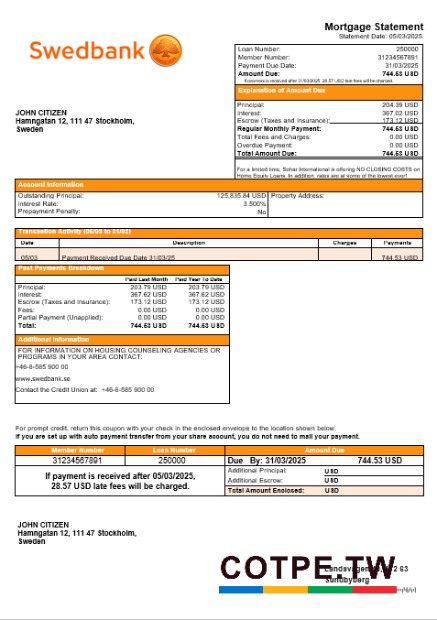 Mortgage Statement
Statement Date: 05/03/2025
Swedbank
Loan Number: 250000
Member Number: 31234567891
Payment Due Date: 31/03/2025
Amount Due: 744.53 USD
If payment is received after 31/03/2025, 28.57 USD late fees will be charged.
Explanation of Amount Due
Principal: 204.39 USD
Interest: 367.02 USD
Escrow (Taxes and Insurance): 173.12 USD
Regular Monthly Payment: 744.53 USD
Total Fees and Charges: 0.00 USD
Overdue Payment: 0.00 USD
Total Amount Due: 744.53 USD
JOHN CITIZEN
Hamngatan 12, 111 47 Stockholm,
Sweden
For a limited time, Sohar International is offering NO CLOSING COSTS on
Home Equity Loans. In addition, rates are at some of the lowest ever!
Account Information
Outstanding Principal: 125,835.84 USD Property Address:
Interest Rate: 3.500%
Prepayment Penalty: No
Transaction Activity (06/03 to 31/03)
Date Description Charges Payments
05/03 Payment Received Due Date 31/03/25 744.53 USD
Past Payments Breakdown
Paid Last Month Paid Year To Date
Principal: 203.79 USD 203.79 USD
Interest: 367.62 USD 367.62 USD
Escrow (Taxes and Insurance): 173.12 USD 173.12 USD
Fees: 0.00 USD 0.00 USD
Partial Payment (Unapplied): 0.00 USD 0.00 USD
Total: 744.53 USD 744.53 USD
Additional Information
FOR INFORMATION ON HOUSING COUNSELING AGENCIES OR
PROGRAMS IN YOUR AREA CONTACT:
+46-8-585 900 00
www.swedbank.se
Contact the Credit Union at: +46-8-585 900 00
For prompt credit, return this coupon with your check in the enclosed envelope to the location shown below.
If you are set up with auto payment transfer from your share account, you do not need to mail your payment.
Member Number Loan Number Amount Due
31234567891 250000 Due By: 31/03/2025 744.53 USD
If payment is received after 05/03/2025,
28.57 USD late fees will be charged.
Additional Principal: USD
Additional Escrow: USD
Total Amount Enclosed: USD
JOHN CITIZEN
Hamngatan 12, 111 47 Stockholm,
Sweden
COTPE.TW
Sundbyberg